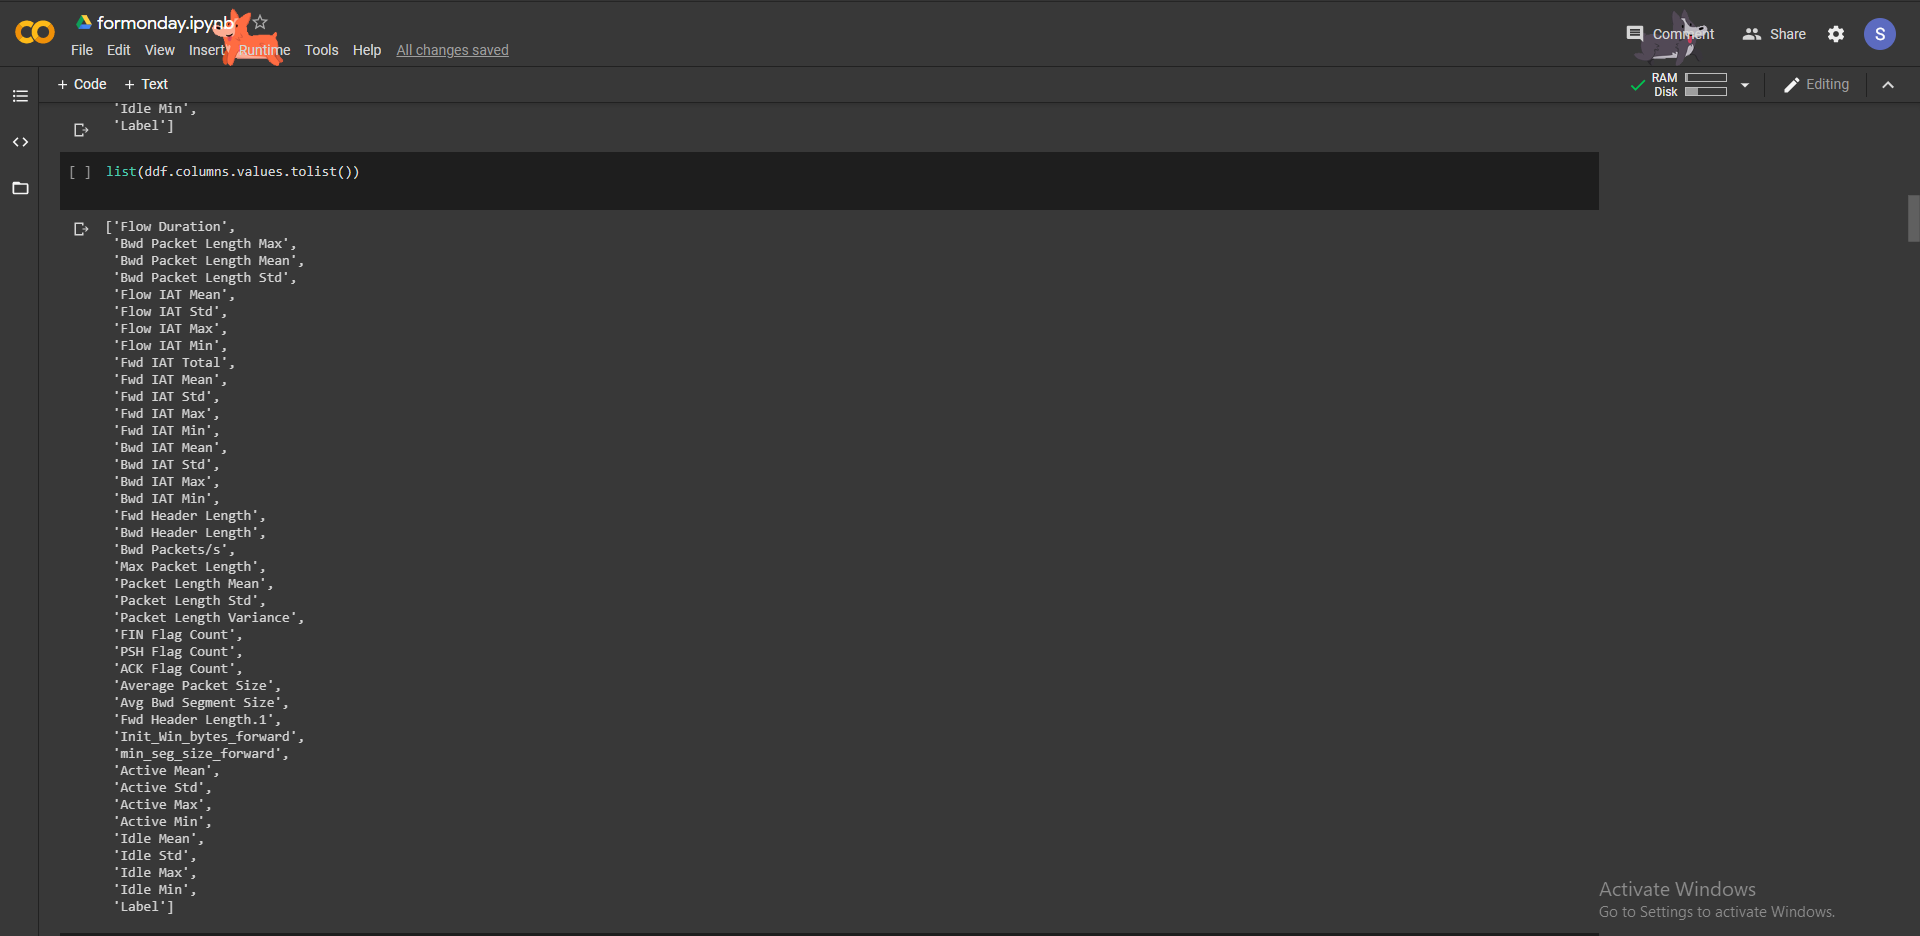 formonday.ipynb
File Edit View Insert Runtime Tools Help All changes saved
Comment Share S
+ Code + Text
RAM
Disk
Editing
'Idle Min',
'Label']
[ ] list(ddf.columns.values.tolist())
['Flow Duration',
'Bwd Packet Length Max',
'Bwd Packet Length Mean',
'Bwd Packet Length Std',
'Flow IAT Mean',
'Flow IAT Std',
'Flow IAT Max',
'Flow IAT Min',
'Fwd IAT Total',
'Fwd IAT Mean',
'Fwd IAT Std',
'Fwd IAT Max',
'Fwd IAT Min',
'Bwd IAT Mean',
'Bwd IAT Std',
'Bwd IAT Max',
'Bwd IAT Min',
'Fwd Header Length',
'Bwd Header Length',
'Bwd Packets/s',
'Max Packet Length',
'Packet Length Mean',
'Packet Length Std',
'Packet Length Variance',
'FIN Flag Count',
'PSH Flag Count',
'ACK Flag Count',
'Average Packet Size',
'Avg Bwd Segment Size',
'Fwd Header Length.1',
'Init_Win_bytes_forward',
'min_seg_size_forward',
'Active Mean',
'Active Std',
'Active Max',
'Active Min',
'Idle Mean',
'Idle Std',
'Idle Max',
'Idle Min',
'Label']
Activate Windows
Go to Settings to activate Windows.